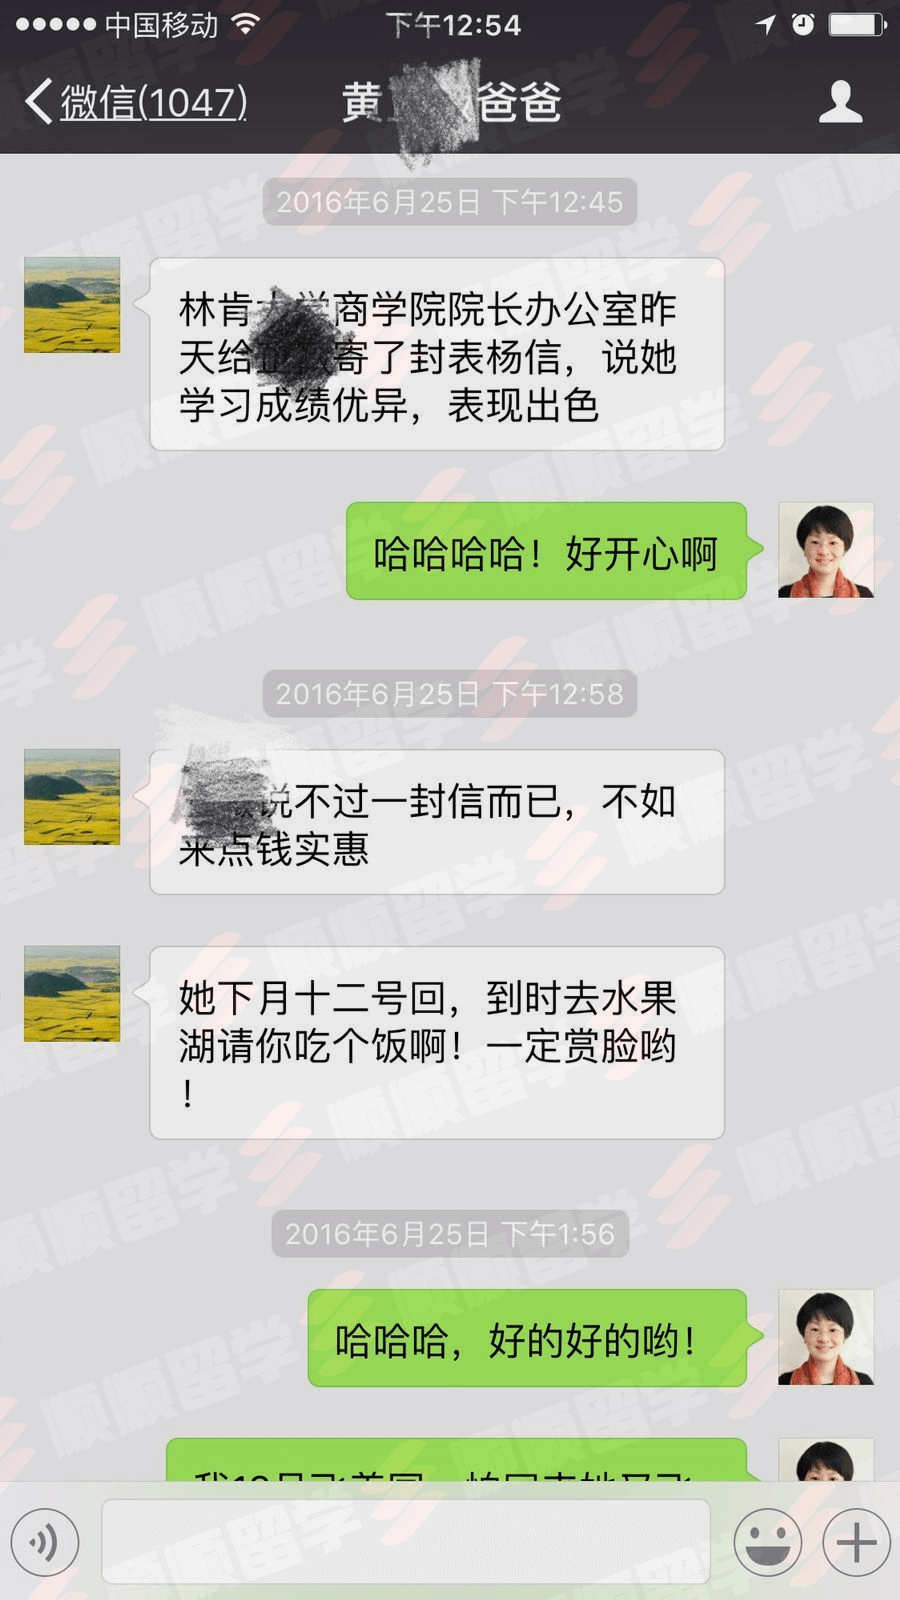 中国移动
下午12:54
微信(1047)
黄 爸爸
2016年6月25日 下午12:45
林肯大学商学院院长办公室昨
天给 寄了封表杨信，说她
学习成绩优异，表现出色
哈哈哈哈！好开心啊
2016年6月25日 下午12:58
说不过一封信而已，不如
来点钱实惠
她下月十二号回，到时去水果
湖请你吃个饭啊！一定赏脸哟
！
2016年6月25日 下午1:56
哈哈哈，好的好的哟！
顺顺留学